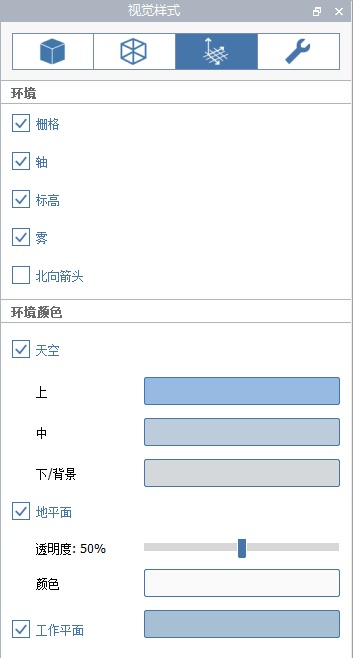 视觉样式
环境
栅格
轴
标高
雾
北向箭头
环境颜色
天空
上
中
下/背景
地平面
透明度: 50%
颜色
工作平面